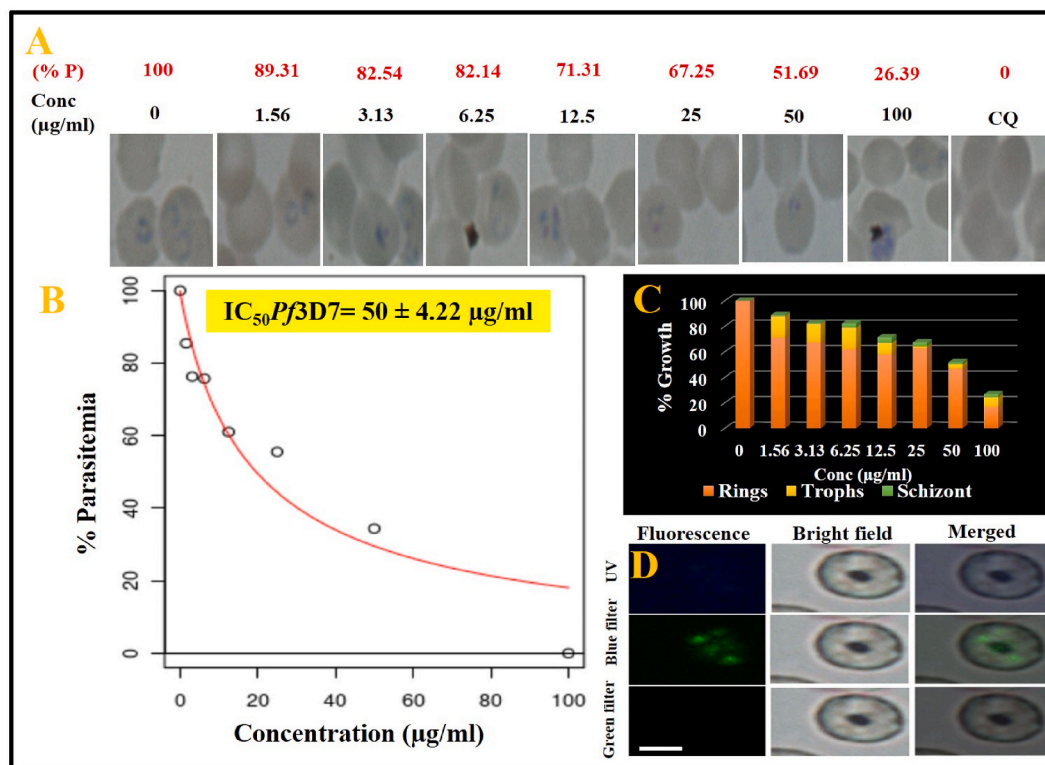 A
(% P) 100 89.31 82.54 82.14 71.31 67.25 51.69 26.39 0
Conc (µg/ml) 0 1.56 3.13 6.25 12.5 25 50 100 CQ
B
IC50Pf3D7= 50 ± 4.22 µg/ml
% Parasitemia
100
80
60
40
20
0
0 20 40 60 80 100
Concentration (µg/ml)
C
% Growth
100
80
60
40
20
0
0 1.56 3.13 6.25 12.5 25 50 100
Conc (µg/ml)
Rings Trophs Schizont
D
Fluorescence Bright field Merged
UV
Blue filter
Green filter